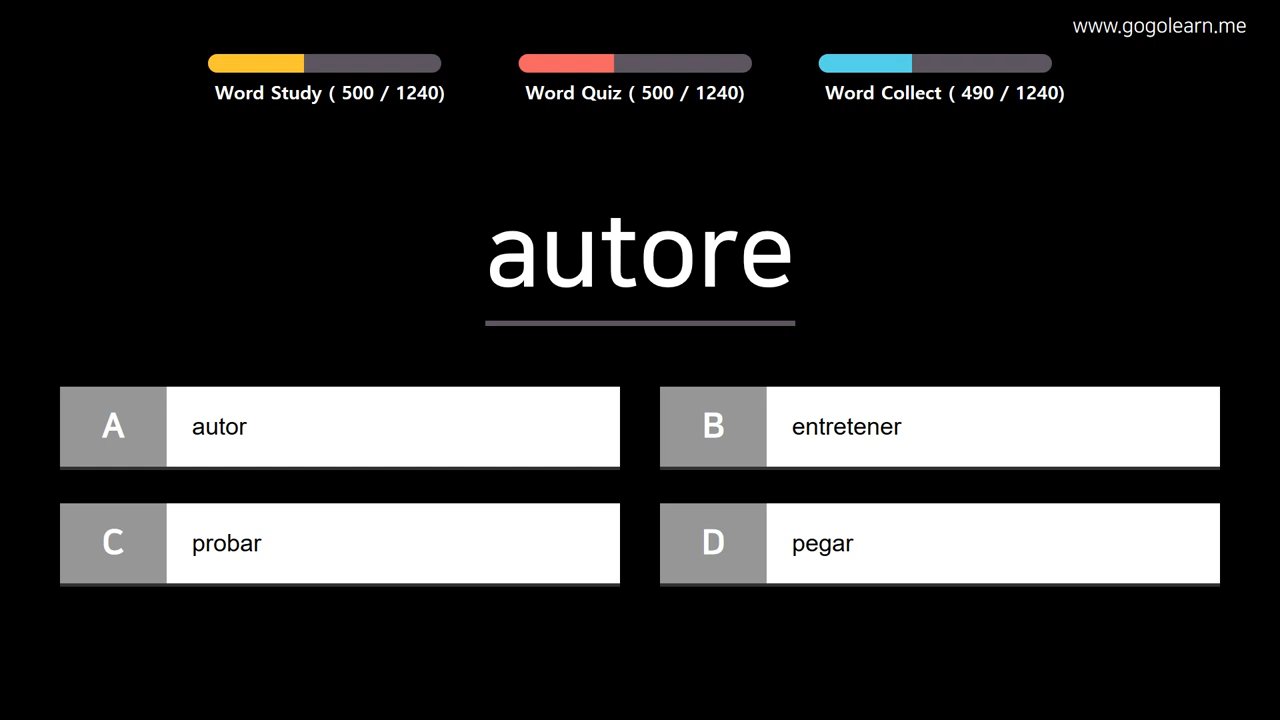 www.gogolearn.me
Word Study ( 500 / 1240)
Word Quiz ( 500 / 1240)
Word Collect ( 490 / 1240)
autore
A
autor
B
entretener
C
probar
D
pegar